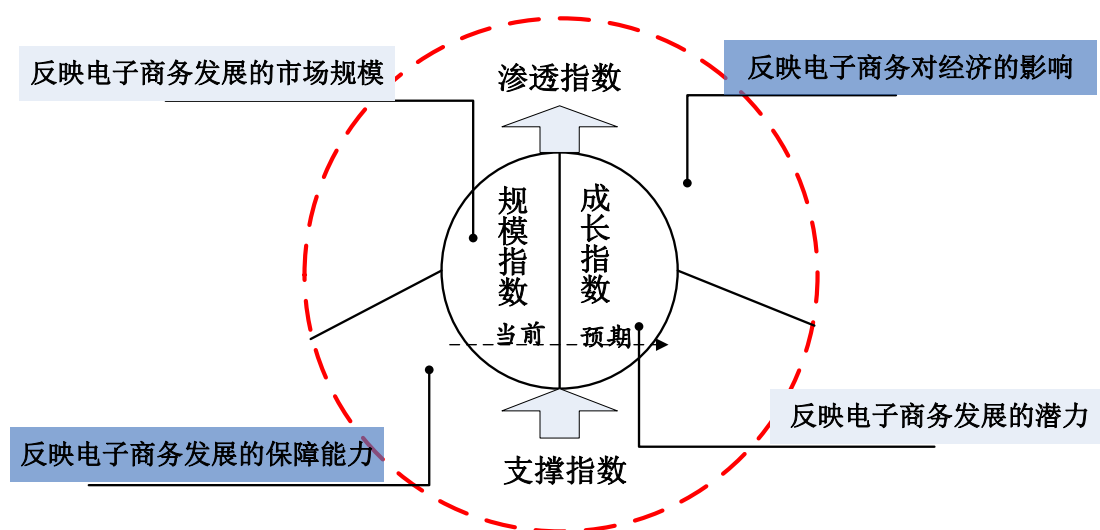 反映电子商务发展的市场规模
渗透指数
反映电子商务对经济的影响
规模指数
成长指数
当前
预期
反映电子商务发展的潜力
反映电子商务发展的保障能力
支撑指数